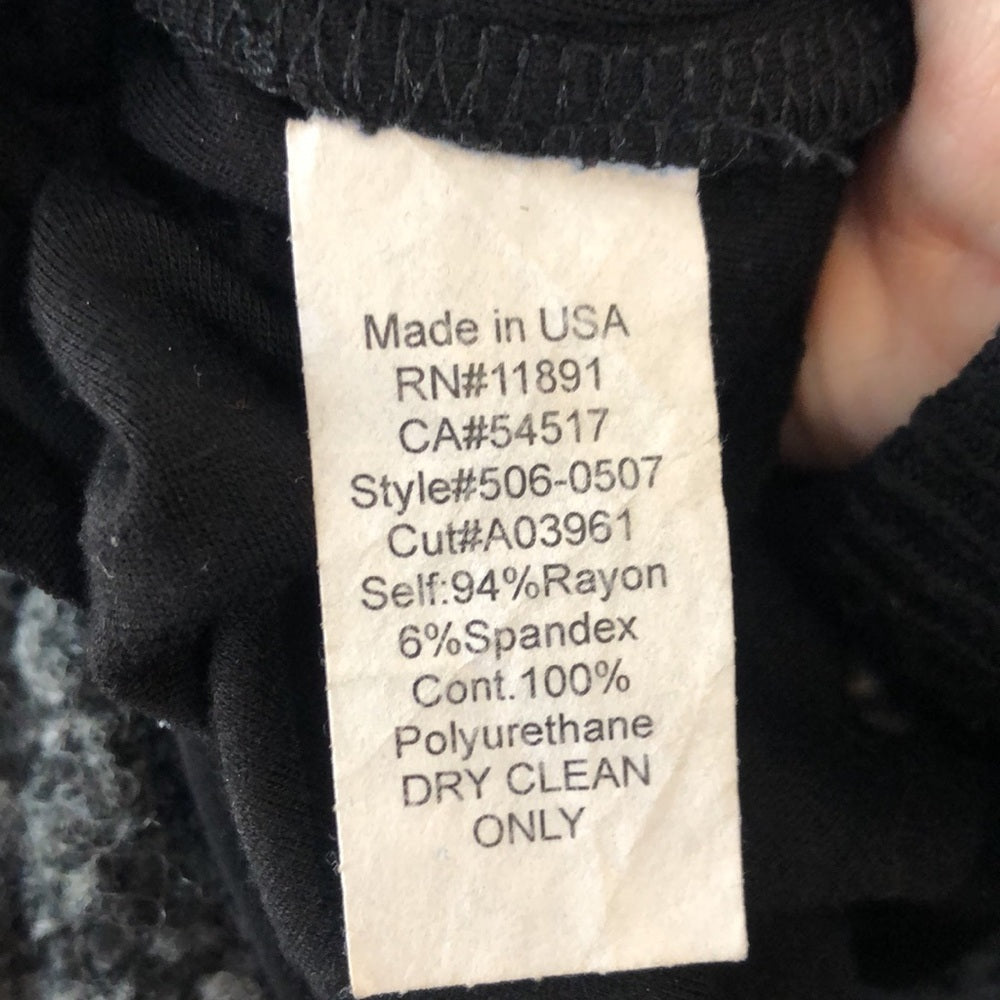 Made in USA
RN#11891
CA#54517
Style#506-0507
Cut#A03961
Self:94%Rayon
6%Spandex
Cont.100%
Polyurethane
DRY CLEAN
ONLY